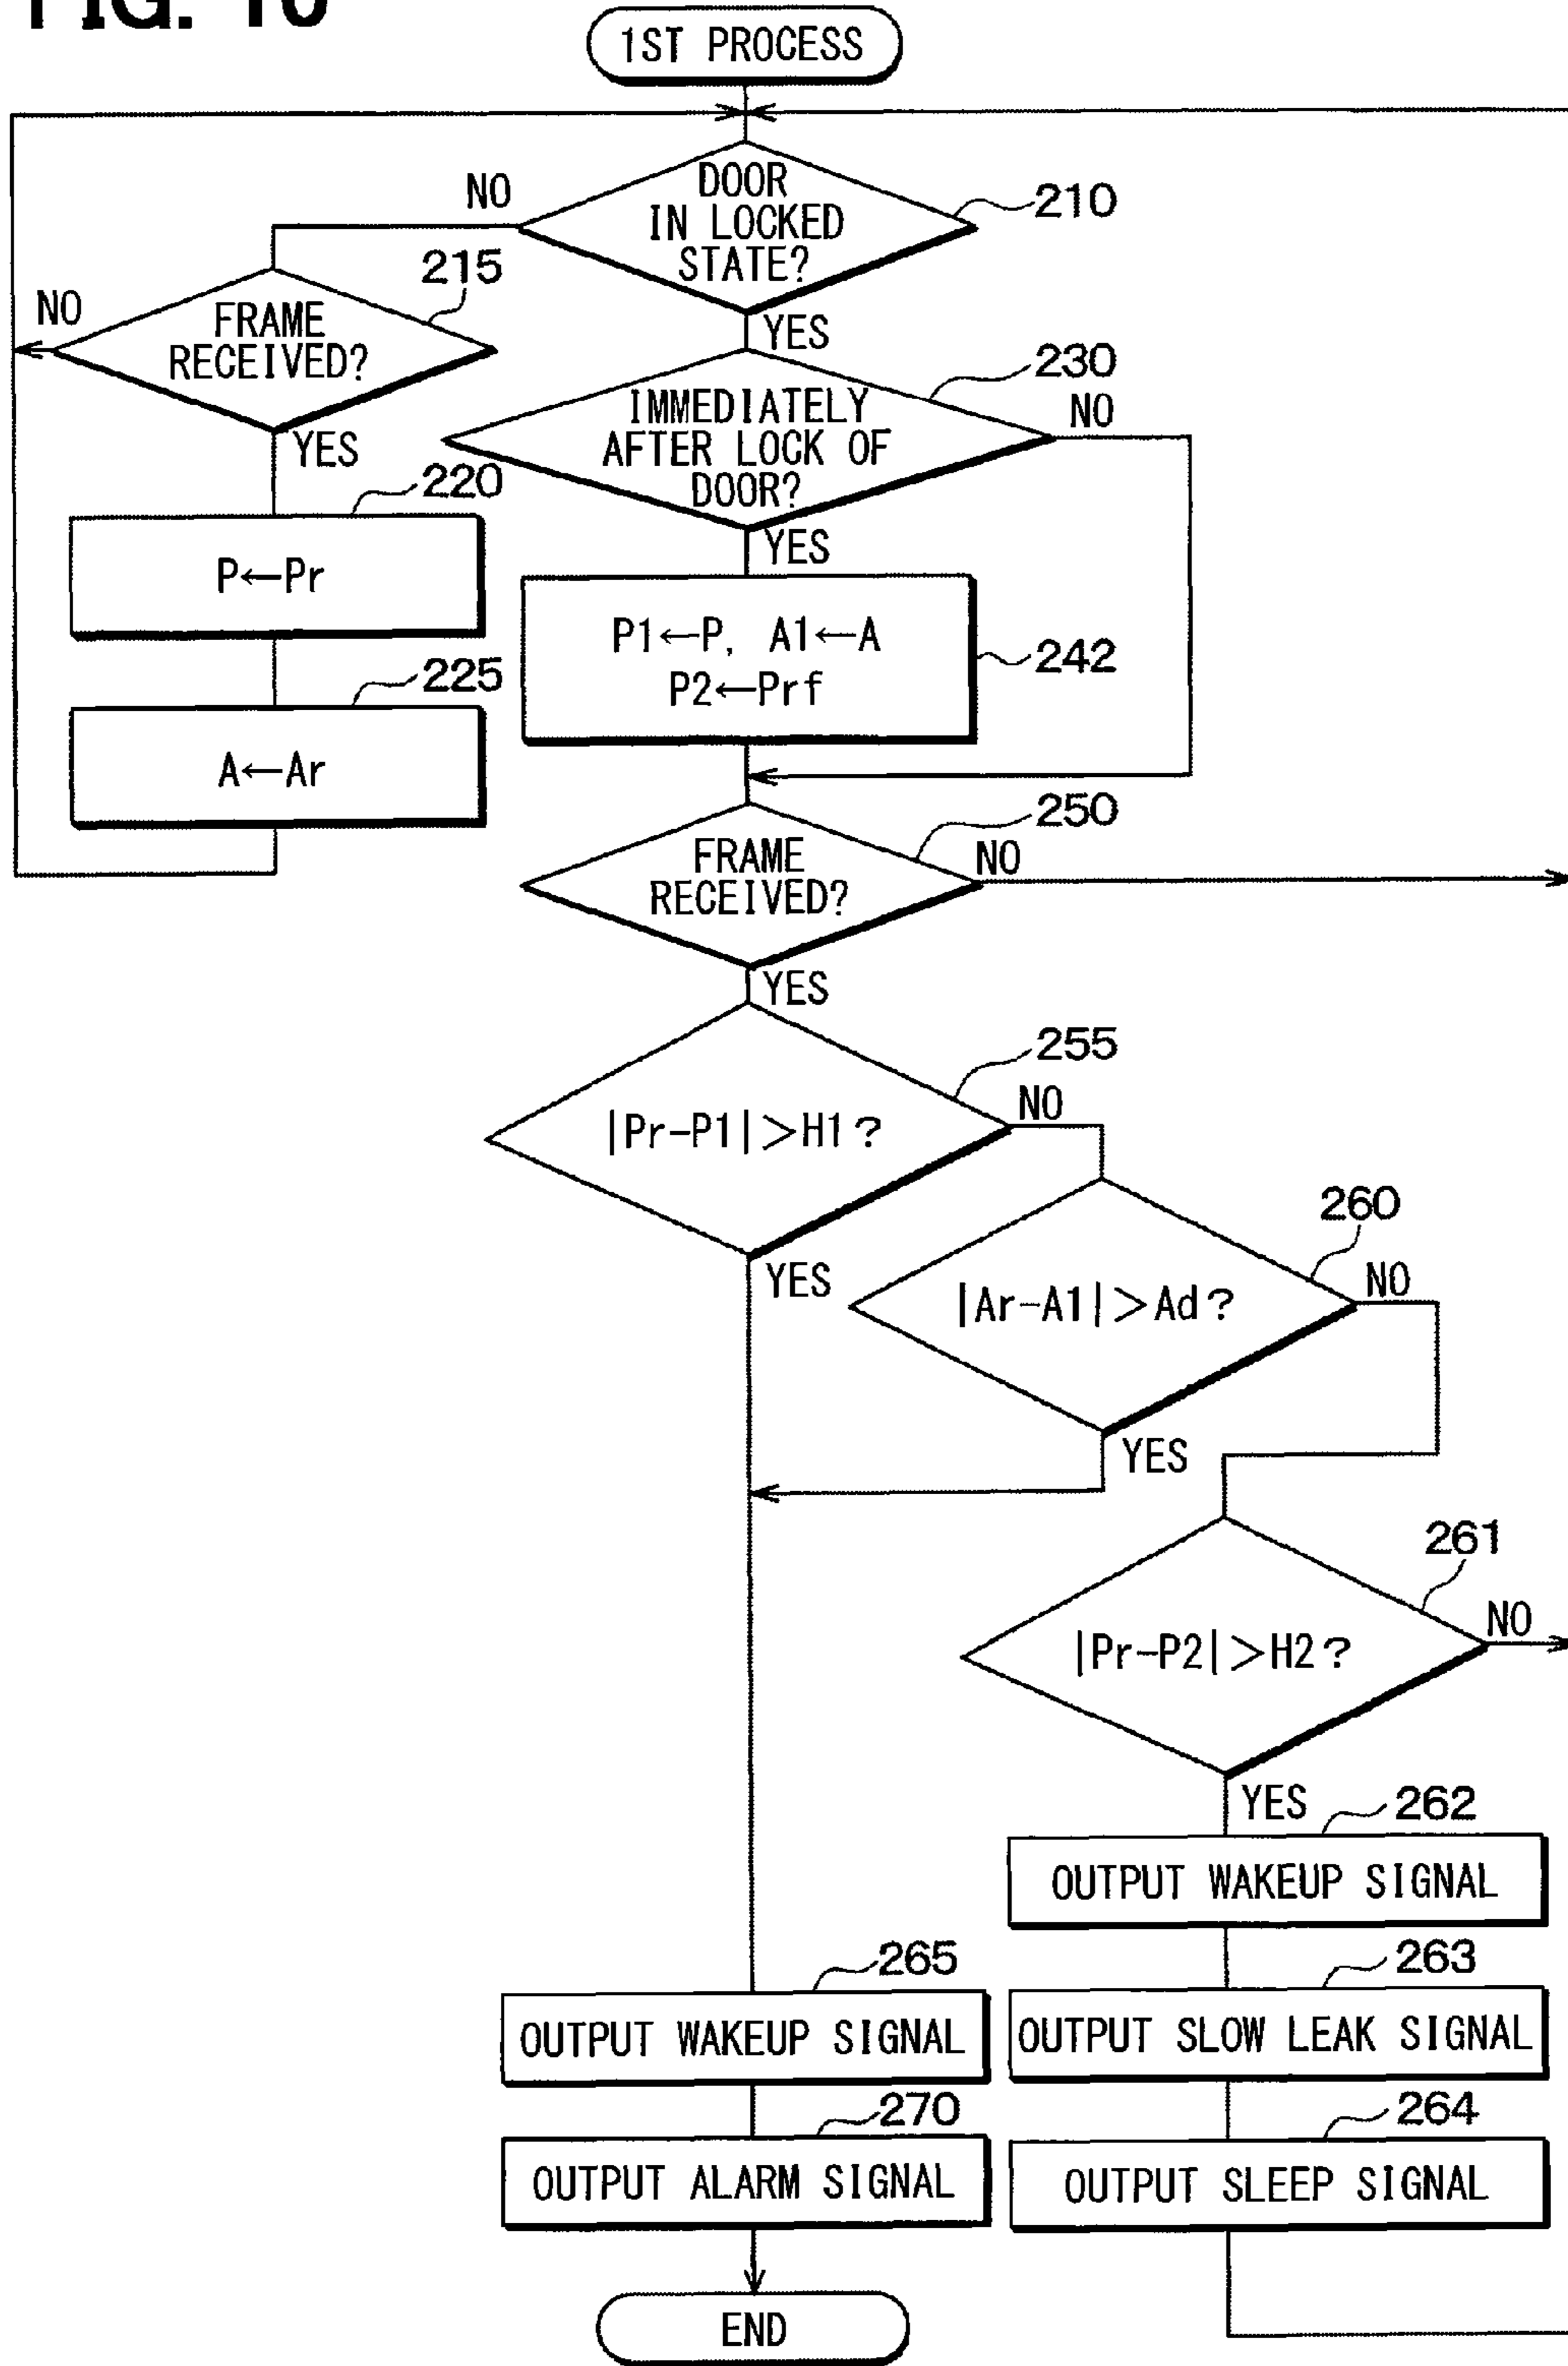 FIG. 10
1ST PROCESS
DOOR
IN LOCKED
STATE?
210
NO
YES
215
FRAME
RECEIVED?
NO
YES
220
P←Pr
225
A←Ar
230
IMMEDIATELY
AFTER LOCK OF
DOOR?
NO
YES
P1←P, A1←A
P2←Prf
242
250
FRAME
RECEIVED?
NO
YES
255
|Pr-P1|>H1?
NO
YES
260
|Ar-A1|>Ad?
NO
YES
261
|Pr-P2|>H2?
NO
YES
262
OUTPUT WAKEUP SIGNAL
263
OUTPUT SLOW LEAK SIGNAL
264
OUTPUT SLEEP SIGNAL
265
OUTPUT WAKEUP SIGNAL
270
OUTPUT ALARM SIGNAL
END